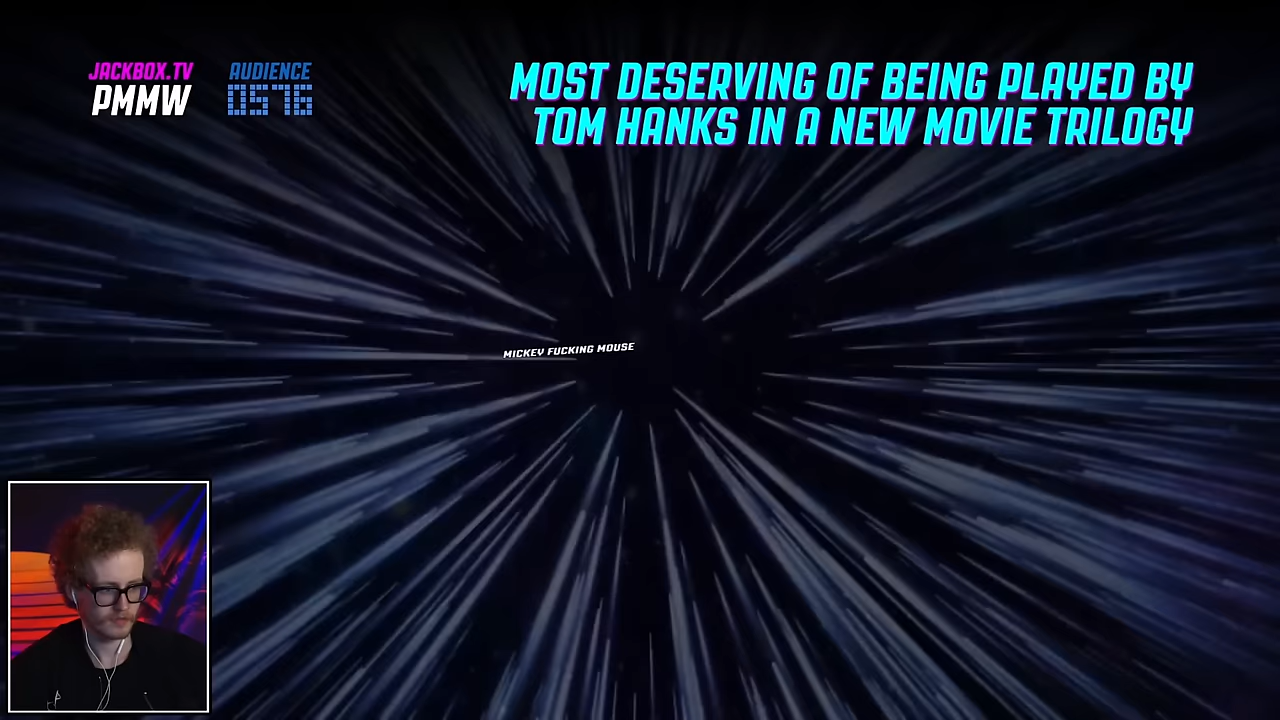 JACKBOX.TV
PMMW
AUDIENCE
0576
MOST DESERVING OF BEING PLAYED BY
TOM HANKS IN A NEW MOVIE TRILOGY
MICKEY FUCKING MOUSE